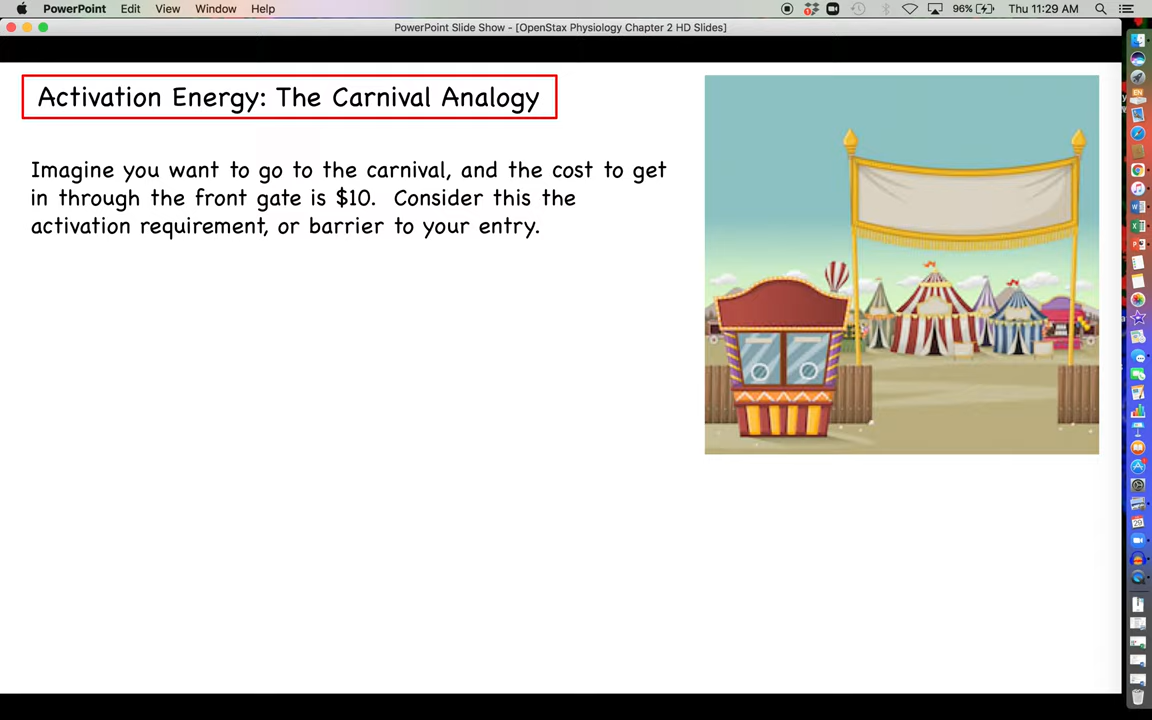 PowerPoint Edit View Window Help 96% Thu 11:29 AM
PowerPoint Slide Show - [OpenStax Physiology Chapter 2 HD Slides]
Activation Energy: The Carnival Analogy
Imagine you want to go to the carnival, and the cost to get
in through the front gate is $10. Consider this the
activation requirement, or barrier to your entry.